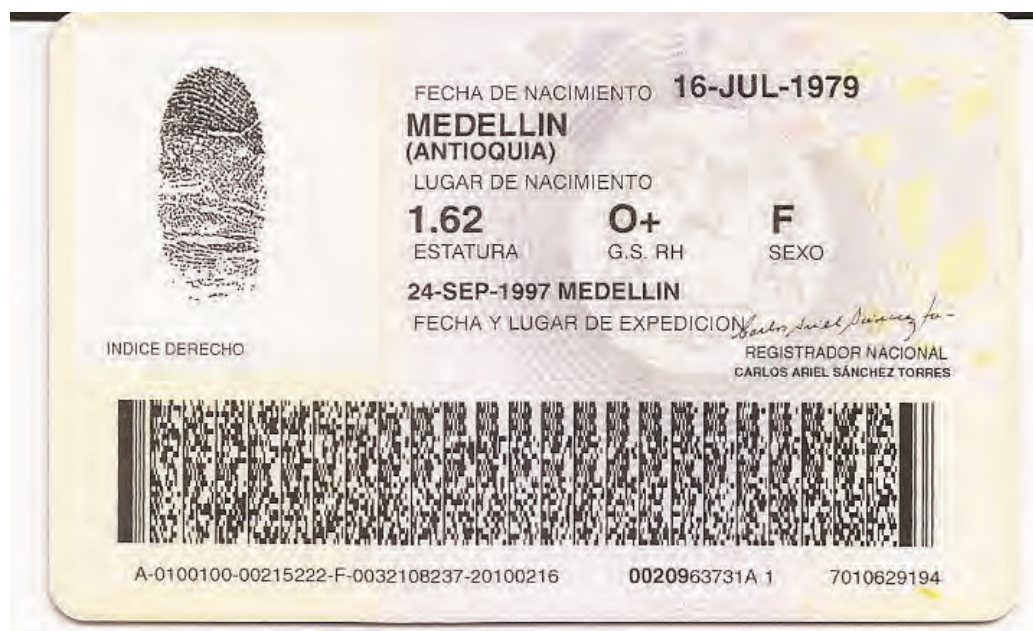 FECHA DE NACIMIENTO 16-JUL-1979
MEDELLIN
(ANTIOQUIA)
LUGAR DE NACIMIENTO
1.62 O+ F
ESTATURA G.S. RH SEXO
24-SEP-1997 MEDELLIN
FECHA Y LUGAR DE EXPEDICION
INDICE DERECHO
REGISTRADOR NACIONAL
CARLOS ARIEL SÁNCHEZ TORRES
A-0100100-00215222-F-0032108237-20100216 0020963731A 1 7010629194